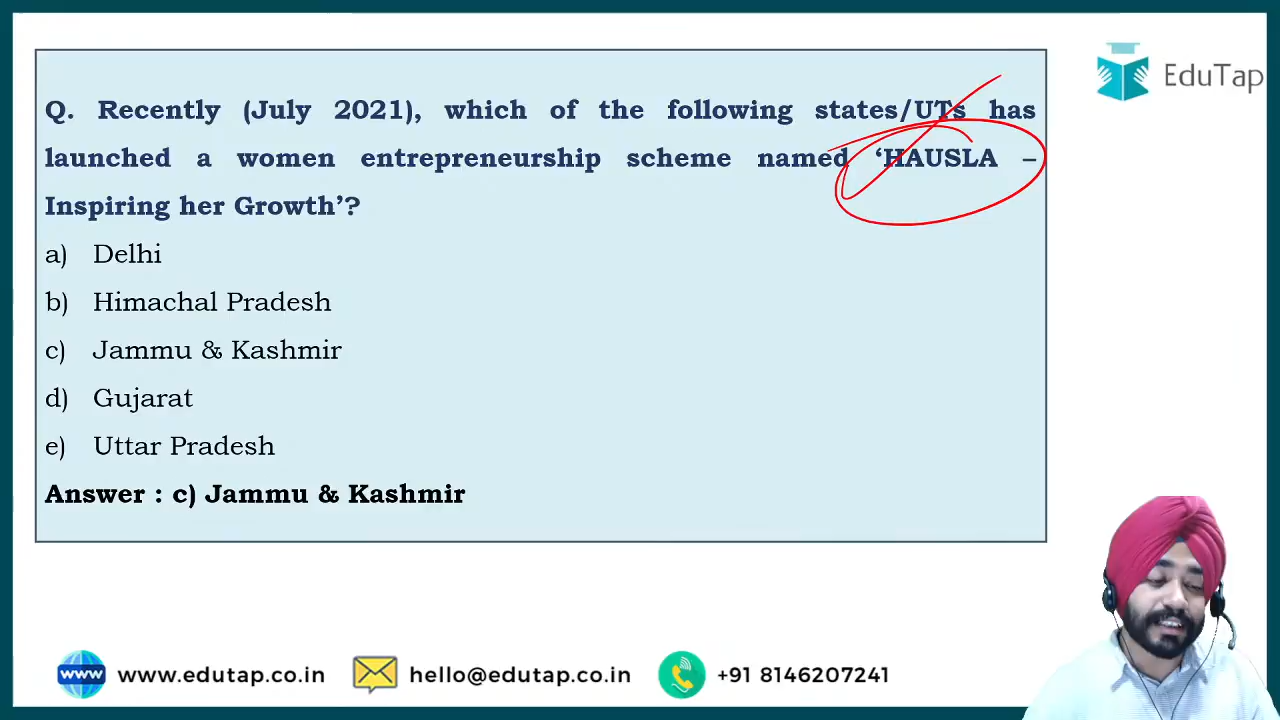 EduTap
Q. Recently (July 2021), which of the following states/UTs has
launched a women entrepreneurship scheme named ‘HAUSLA –
Inspiring her Growth’?
a) Delhi
b) Himachal Pradesh
c) Jammu & Kashmir
d) Gujarat
e) Uttar Pradesh
Answer : c) Jammu & Kashmir
www www.edutap.co.in hello@edutap.co.in +91 8146207241